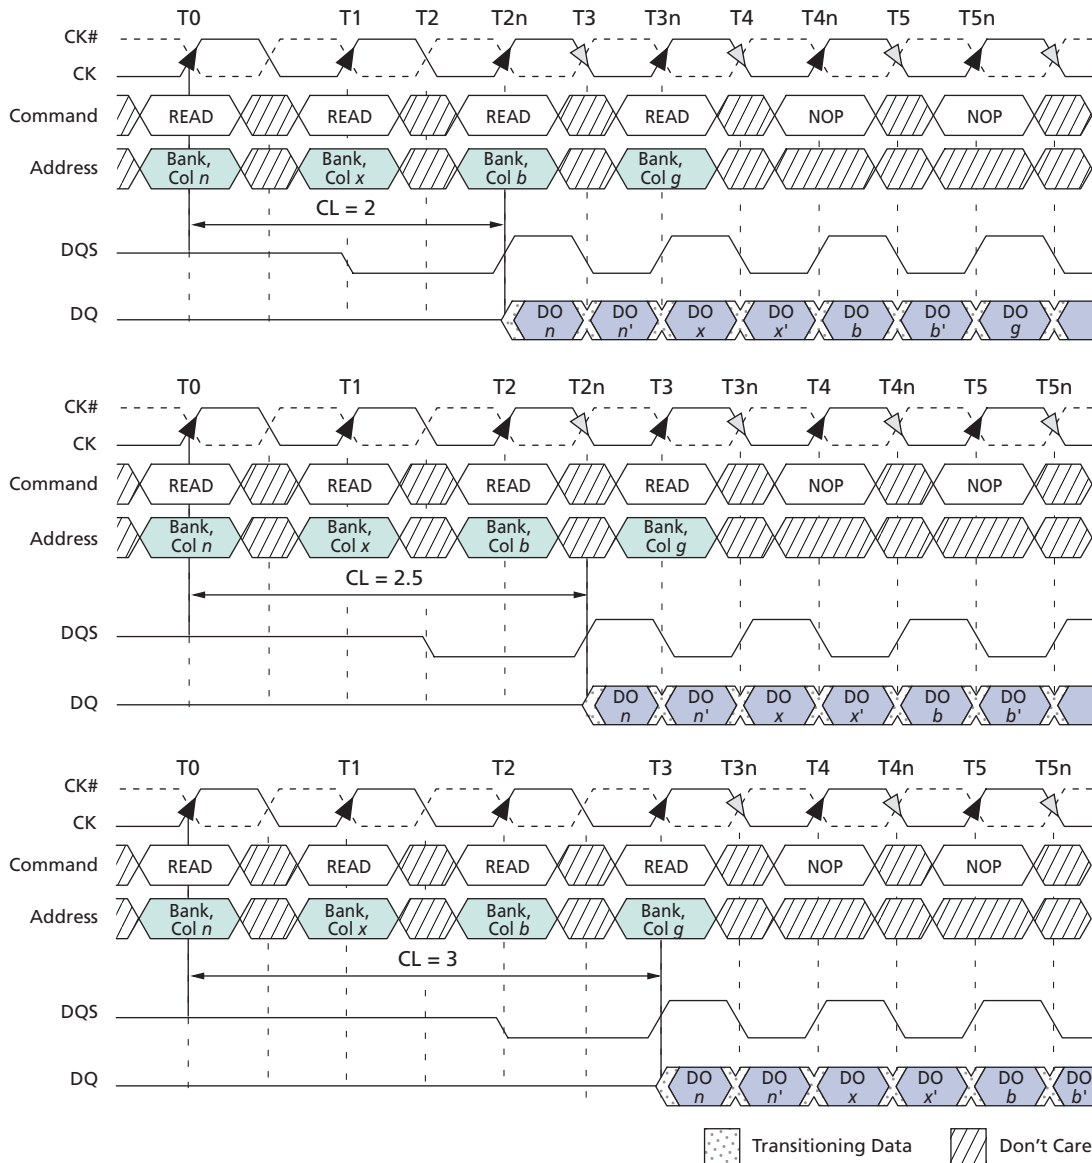 T0 T1 T2 T2n T3 T3n T4 T4n T5 T5n
CK#
CK
Command READ READ READ READ NOP NOP
Address Bank, Col n Bank, Col x Bank, Col b Bank, Col g
CL = 2
DQS
DQ DO n DO n' DO x DO x' DO b DO b' DO g
T0 T1 T2 T2n T3 T3n T4 T4n T5 T5n
CK#
CK
Command READ READ READ READ NOP NOP
Address Bank, Col n Bank, Col x Bank, Col b Bank, Col g
CL = 2.5
DQS
DQ DO n DO n' DO x DO x' DO b DO b'
T0 T1 T2 T3 T3n T4 T4n T5 T5n
CK#
CK
Command READ READ READ READ NOP NOP
Address Bank, Col n Bank, Col x Bank, Col b Bank, Col g
CL = 3
DQS
DQ DO n DO n' DO x DO x' DO b DO b'
Transitioning Data Don't Care